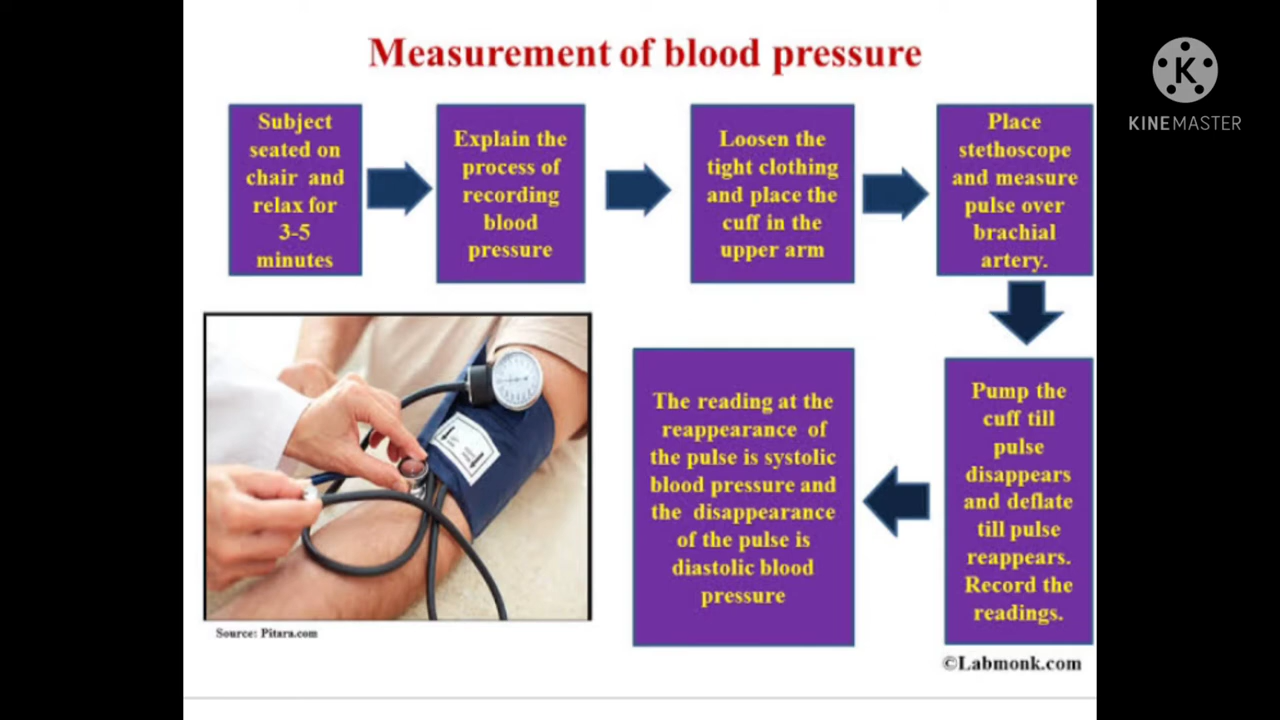 Measurement of blood pressure
KINEMASTER
Subject
seated on
chair and
relax for
3-5
minutes
Explain the
process of
recording
blood
pressure
Loosen the
tight clothing
and place the
cuff in the
upper arm
Place
stethoscope
and measure
pulse over
brachial
artery.
Pump the
cuff till
pulse
disappears
and deflate
till pulse
reappears.
Record the
readings.
The reading at the
reappearance of
the pulse is systolic
blood pressure and
the disappearance
of the pulse is
diastolic blood
pressure
Source: Pitara.com
©Labmonk.com